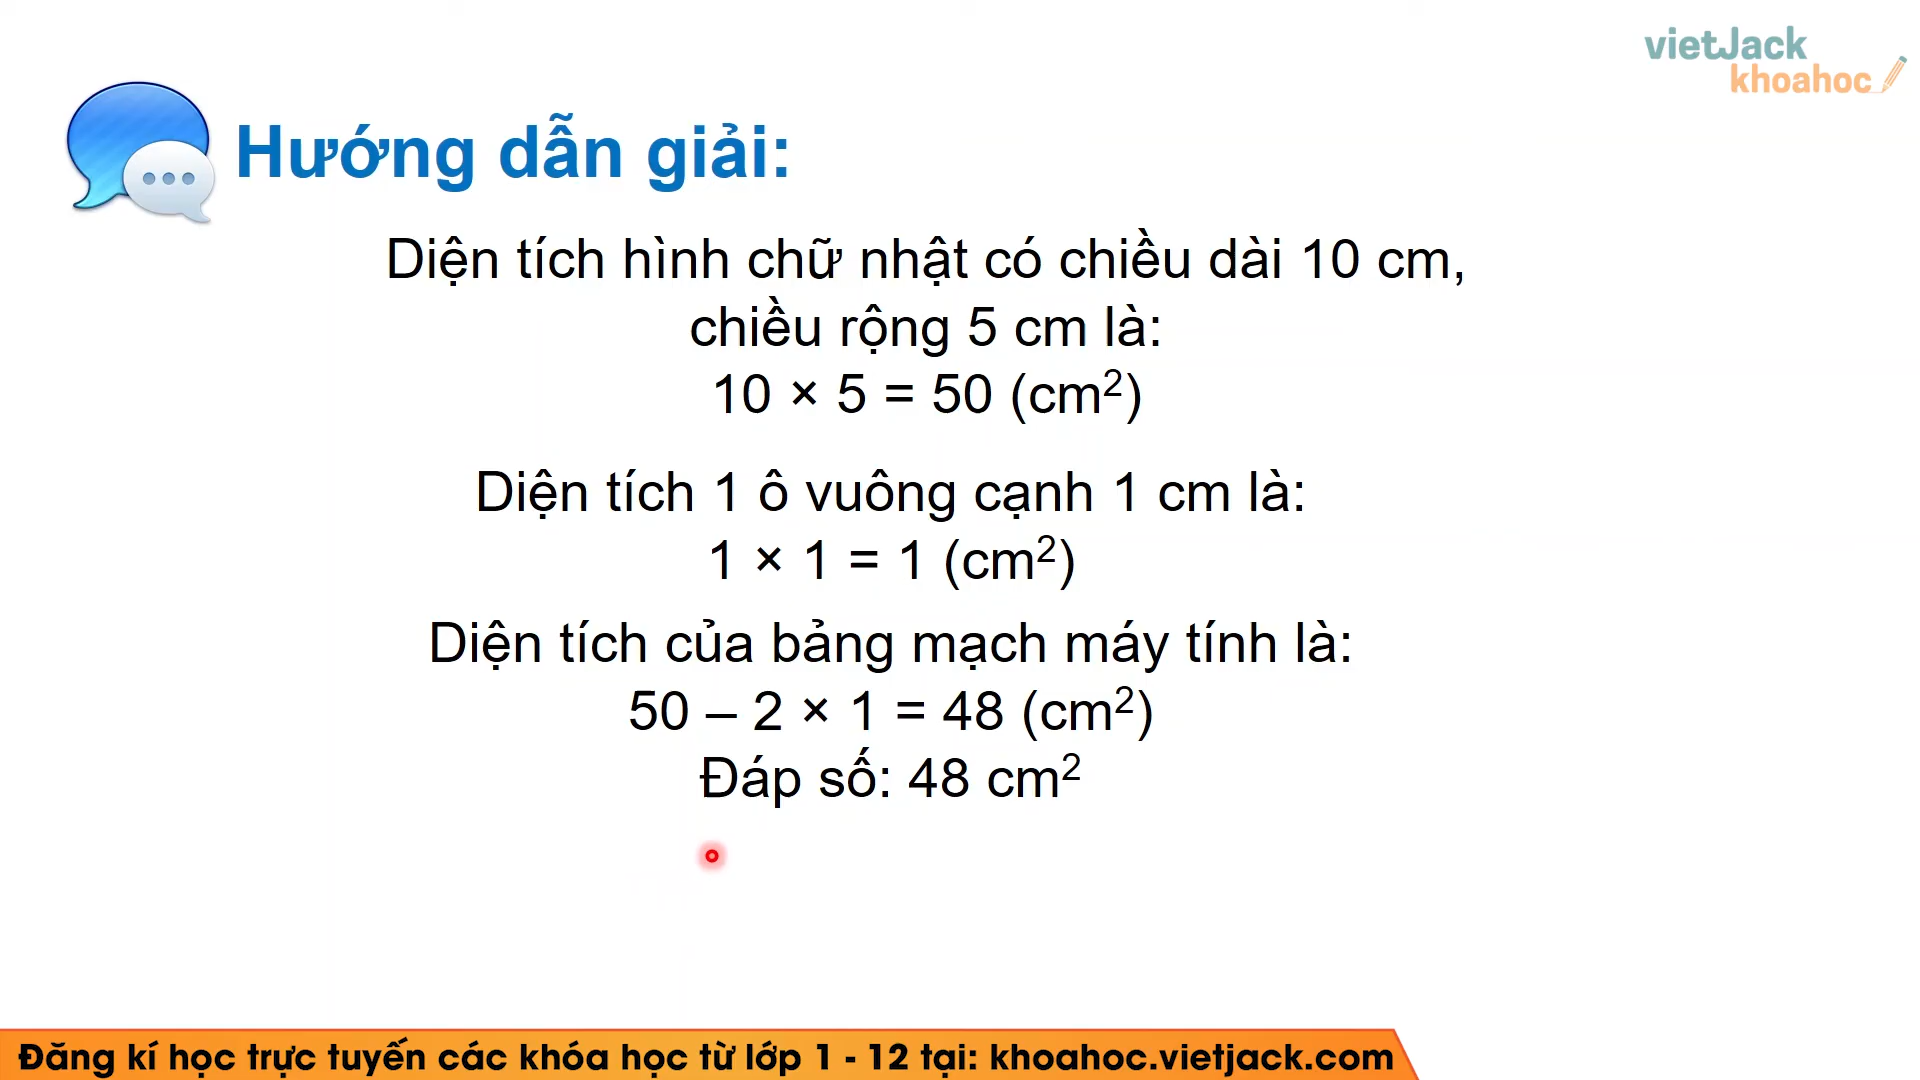 vietJack
khoahoc
Hướng dẫn giải:
Diện tích hình chữ nhật có chiều dài 10 cm,
chiều rộng 5 cm là:
10 × 5 = 50 (cm²)
Diện tích 1 ô vuông cạnh 1 cm là:
1 × 1 = 1 (cm²)
Diện tích của bảng mạch máy tính là:
50 – 2 × 1 = 48 (cm²)
Đáp số: 48 cm²
Đăng kí học trực tuyến các khóa học từ lớp 1 - 12 tại: khoahoc.vietjack.com